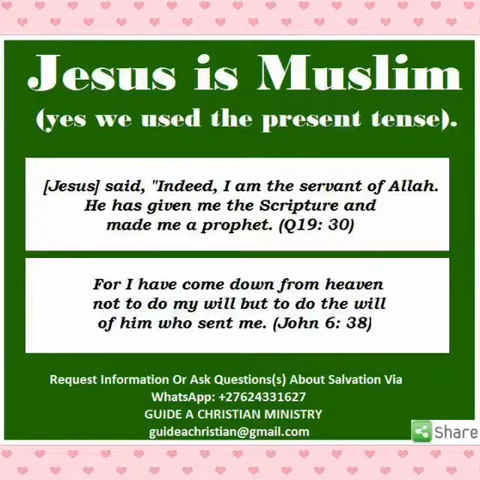 Jesus is Muslim
(yes we used the present tense).
[Jesus] said, "Indeed, I am the servant of Allah.
He has given me the Scripture and
made me a prophet. (Q19: 30)
For I have come down from heaven
not to do my will but to do the will
of him who sent me. (John 6: 38)
Request Information Or Ask Questions(s) About Salvation Via
WhatsApp: +27624331627
GUIDE A CHRISTIAN MINISTRY
guideachristian@gmail.com
Share